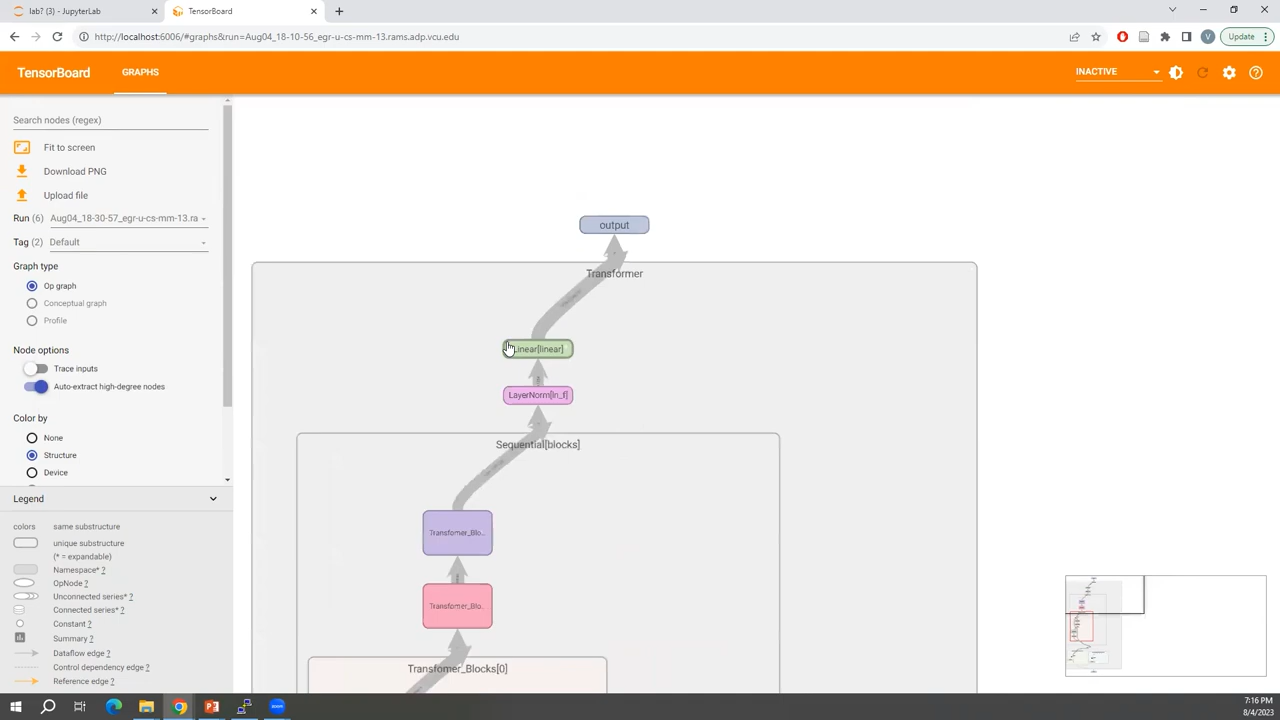 lab? (3) - JupyterLab
TensorBoard
http://localhost:6006/#graphs&run=Aug04_18-10-56_egr-u-cs-mm-13.rams.adp.vcu.edu
V
Update
TensorBoard
GRAPHS
INACTIVE
Search nodes (regex)
Fit to screen
Download PNG
Upload file
Run (6) Aug04_18-30-57_egr-u-cs-mm-13.ra
Tag (2) Default
Graph type
Op graph
Conceptual graph
Profile
Node options
Trace inputs
Auto-extract high-degree nodes
Color by
None
Structure
Device
Legend
colors same substructure
unique substructure
(* = expandable)
Namespace* ?
OpNode ?
Unconnected series* ?
Connected series* ?
Constant ?
Summary ?
Dataflow edge ?
Control dependency edge ?
Reference edge ?
output
Transformer
Linear[linear]
LayerNorm[ln_f]
Sequential[blocks]
Transfomer_Bloc...
Transfomer_Bloc...
Transfomer_Blocks[0]
zoom
7:16 PM
8/4/2023